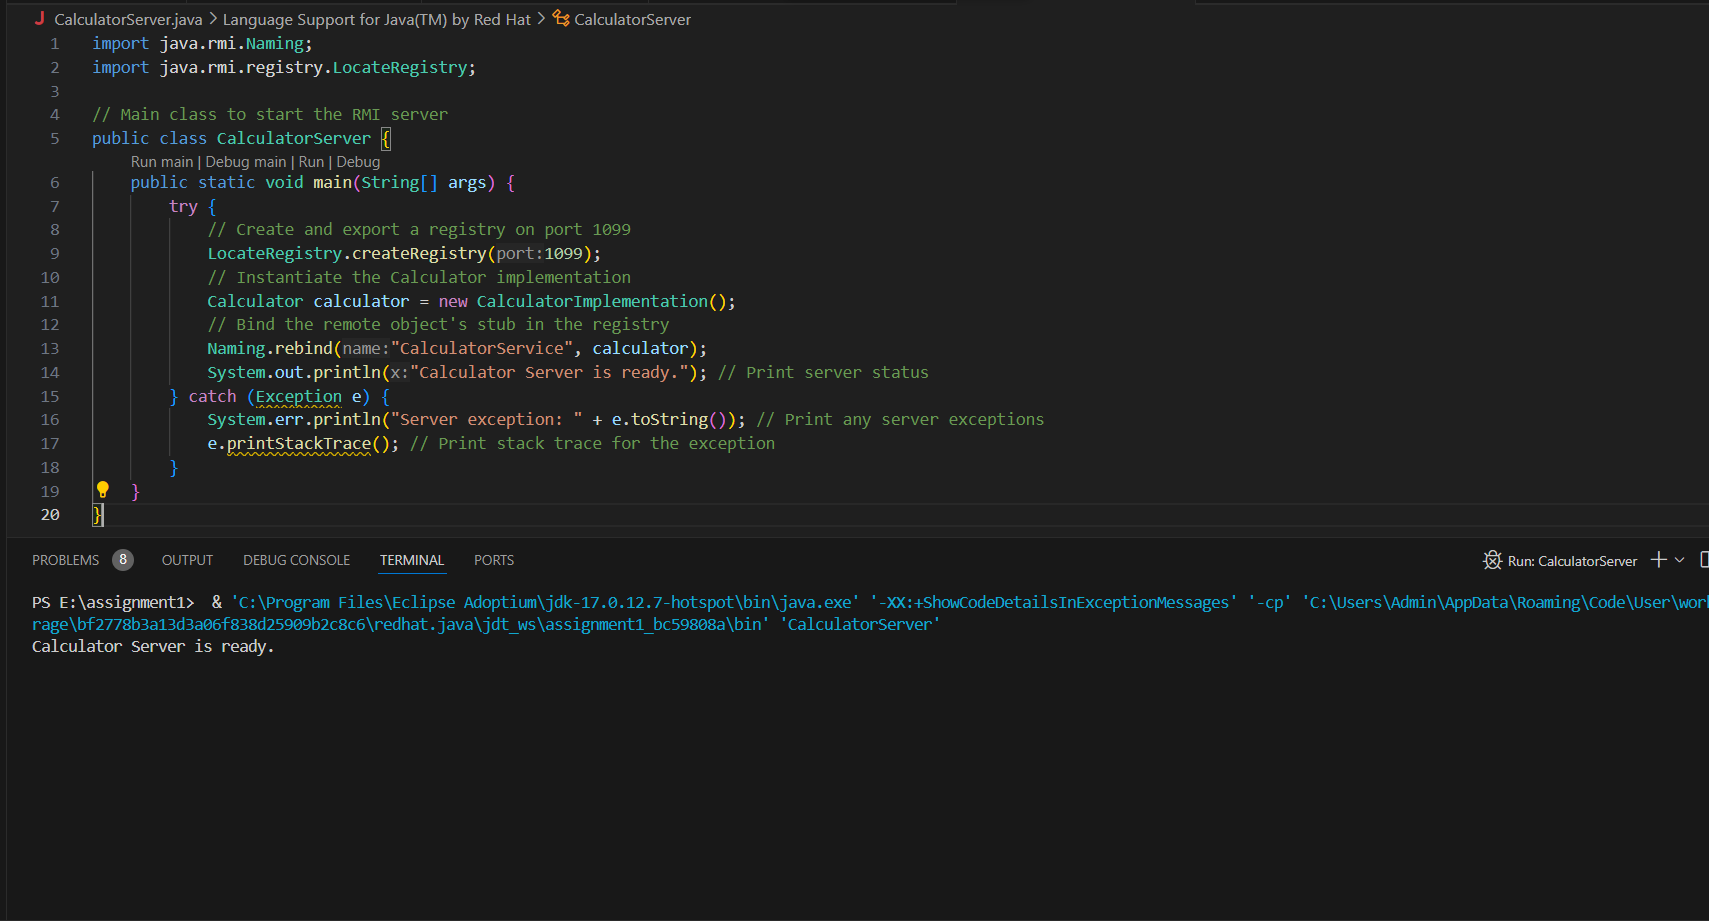 J CalculatorServer.java > Language Support for Java(TM) by Red Hat > CalculatorServer
1 import java.rmi.Naming;
2 import java.rmi.registry.LocateRegistry;
3
4 // Main class to start the RMI server
5 public class CalculatorServer {
Run main | Debug main | Run | Debug
6 public static void main(String[] args) {
7 try {
8 // Create and export a registry on port 1099
9 LocateRegistry.createRegistry(port:1099);
10 // Instantiate the Calculator implementation
11 Calculator calculator = new CalculatorImplementation();
12 // Bind the remote object's stub in the registry
13 Naming.rebind(name:"CalculatorService", calculator);
14 System.out.println(x:"Calculator Server is ready."); // Print server status
15 } catch (Exception e) {
16 System.err.println("Server exception: " + e.toString()); // Print any server exceptions
17 e.printStackTrace(); // Print stack trace for the exception
18 }
19 }
20 }
PROBLEMS 8 OUTPUT DEBUG CONSOLE TERMINAL PORTS Run: CalculatorServer
PS E:\assignment1> & 'C:\Program Files\Eclipse Adoptium\jdk-17.0.12.7-hotspot\bin\java.exe' '-XX:+ShowCodeDetailsInExceptionMessages' '-cp' 'C:\Users\Admin\AppData\Roaming\Code\User\wor
rage\bf2778b3a13d3a06f838d25909b2c8c6\redhat.java\jdt_ws\assignment1_bc59808a\bin' 'CalculatorServer'
Calculator Server is ready.